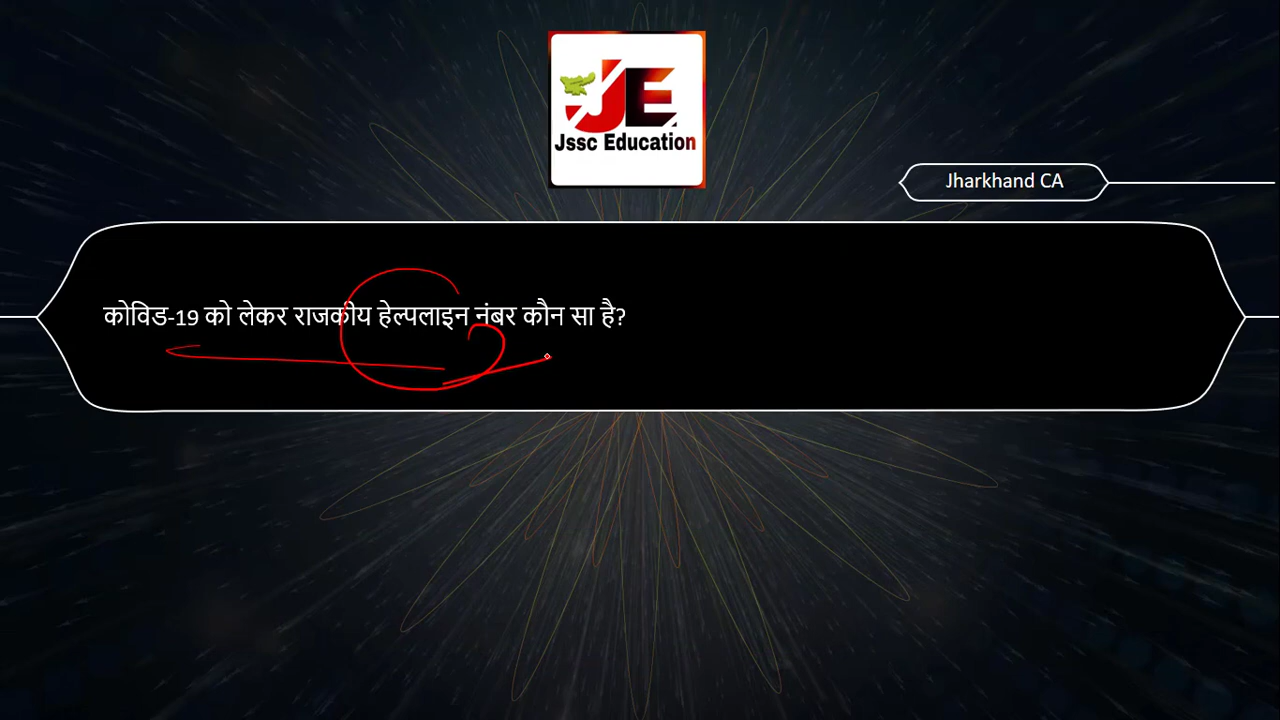 JE
Jssc Education
Jharkhand CA
कोविड-19 को लेकर राजकीय हेल्पलाइन नंबर कौन सा है?